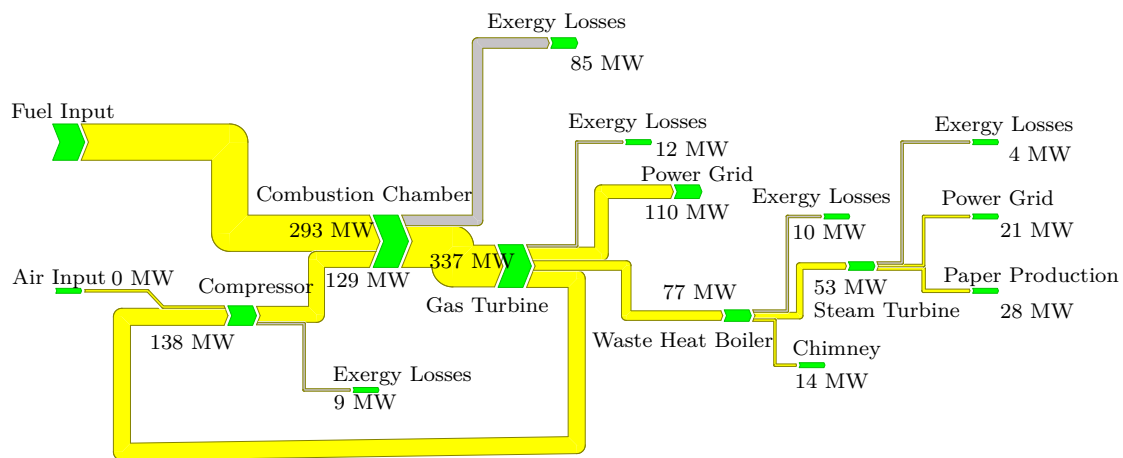 Exergy Losses
85 MW
Fuel Input
Exergy Losses
12 MW
Exergy Losses
4 MW
Power Grid
110 MW
Combustion Chamber
293 MW
Exergy Losses
10 MW
Power Grid
21 MW
337 MW
129 MW
Air Input 0 MW
Compressor
138 MW
Gas Turbine
77 MW
53 MW
Steam Turbine
Paper Production
28 MW
Waste Heat Boiler
Chimney
14 MW
Exergy Losses
9 MW